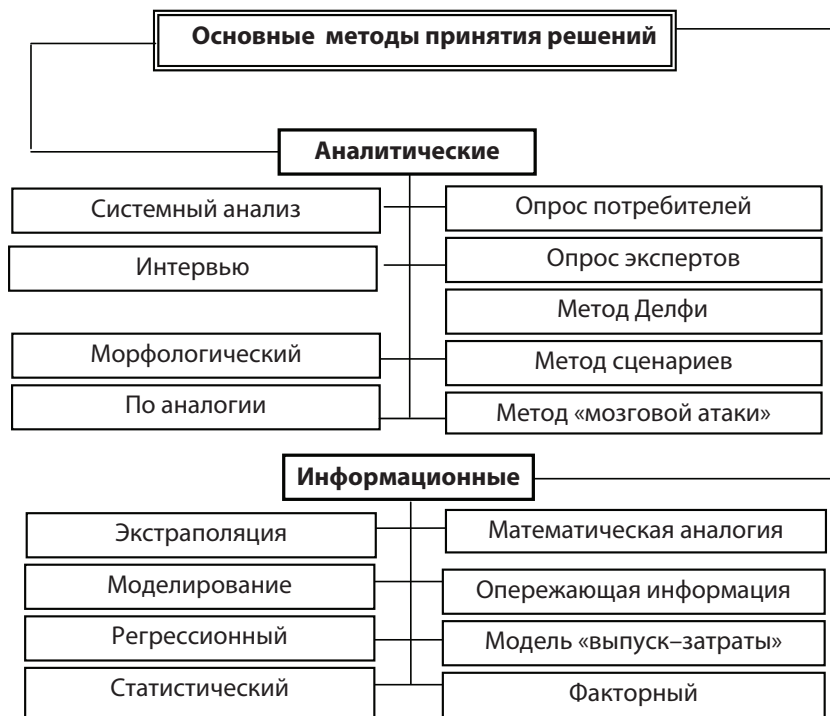 Основные методы принятия решений
Аналитические
Системный анализ
Опрос потребителей
Интервью
Опрос экспертов
Метод Делфи
Морфологический
Метод сценариев
По аналогии
Метод «мозговой атаки»
Информационные
Экстраполяция
Математическая аналогия
Моделирование
Опережающая информация
Регрессионный
Модель «выпуск–затраты»
Статистический
Факторный